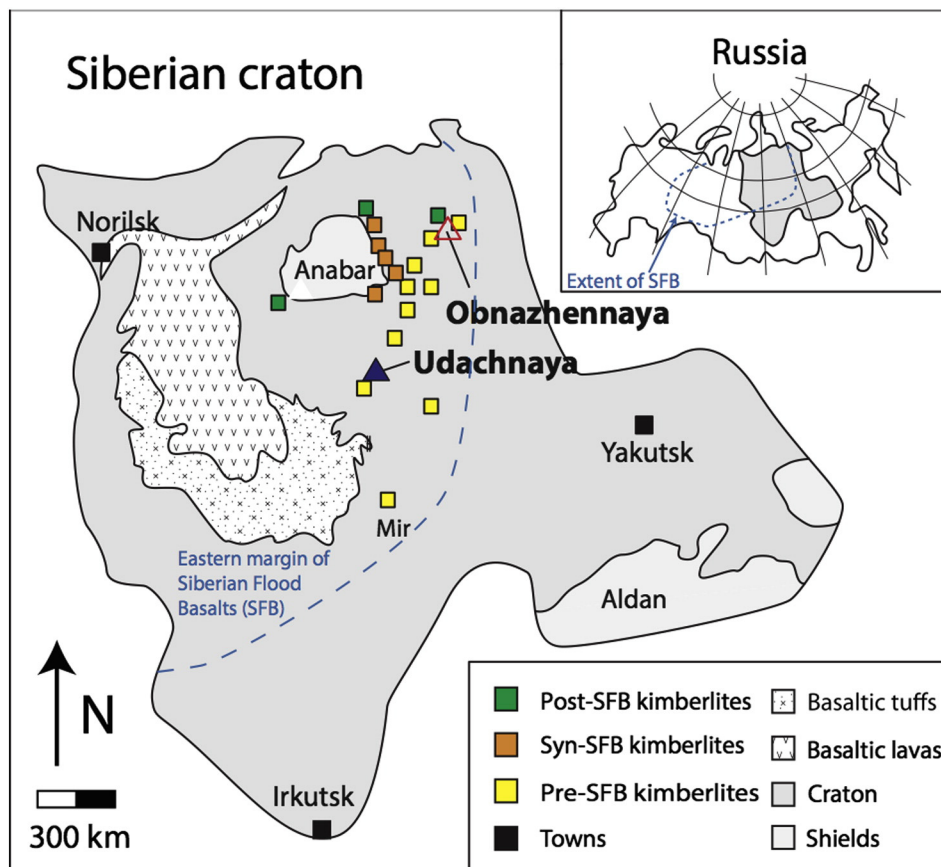 Siberian craton
Russia
Extent of SFB
Norilsk
Anabar
Obnazhennaya
Udachnaya
Yakutsk
Mir
Eastern margin of
Siberian Flood
Basalts (SFB)
Aldan
N
300 km
Irkutsk
Post-SFB kimberlites
Syn-SFB kimberlites
Pre-SFB kimberlites
Towns
Basaltic tuffs
Basaltic lavas
Craton
Shields